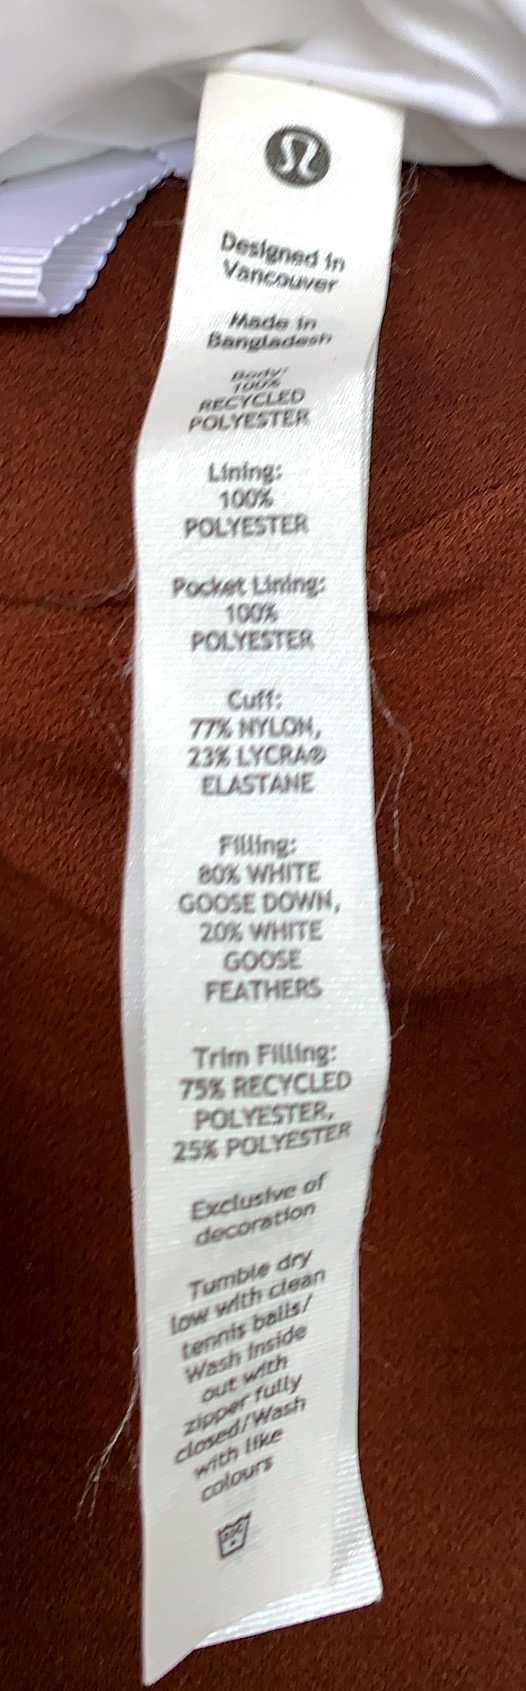 Designed in
Vancouver
Made in
Bangladesh
Body:
100%
RECYCLED
POLYESTER
Lining:
100%
POLYESTER
Pocket Lining:
100%
POLYESTER
Cuff:
77% NYLON,
23% LYCRA®
ELASTANE
Filling:
80% WHITE
GOOSE DOWN,
20% WHITE
GOOSE
FEATHERS
Trim Filling:
75% RECYCLED
POLYESTER,
25% POLYESTER
Exclusive of
decoration
Tumble dry
low with clean
tennis balls/
Wash inside
out with
zipper fully
closed/Wash
with like
colours